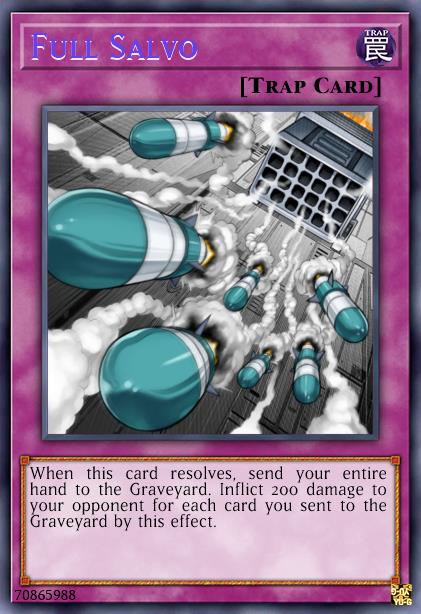 FULL SALVO
TRAP
罠
[TRAP CARD]
When this card resolves, send your entire
hand to the Graveyard. Inflict 200 damage to
your opponent for each card you sent to the
Graveyard by this effect.
70865988